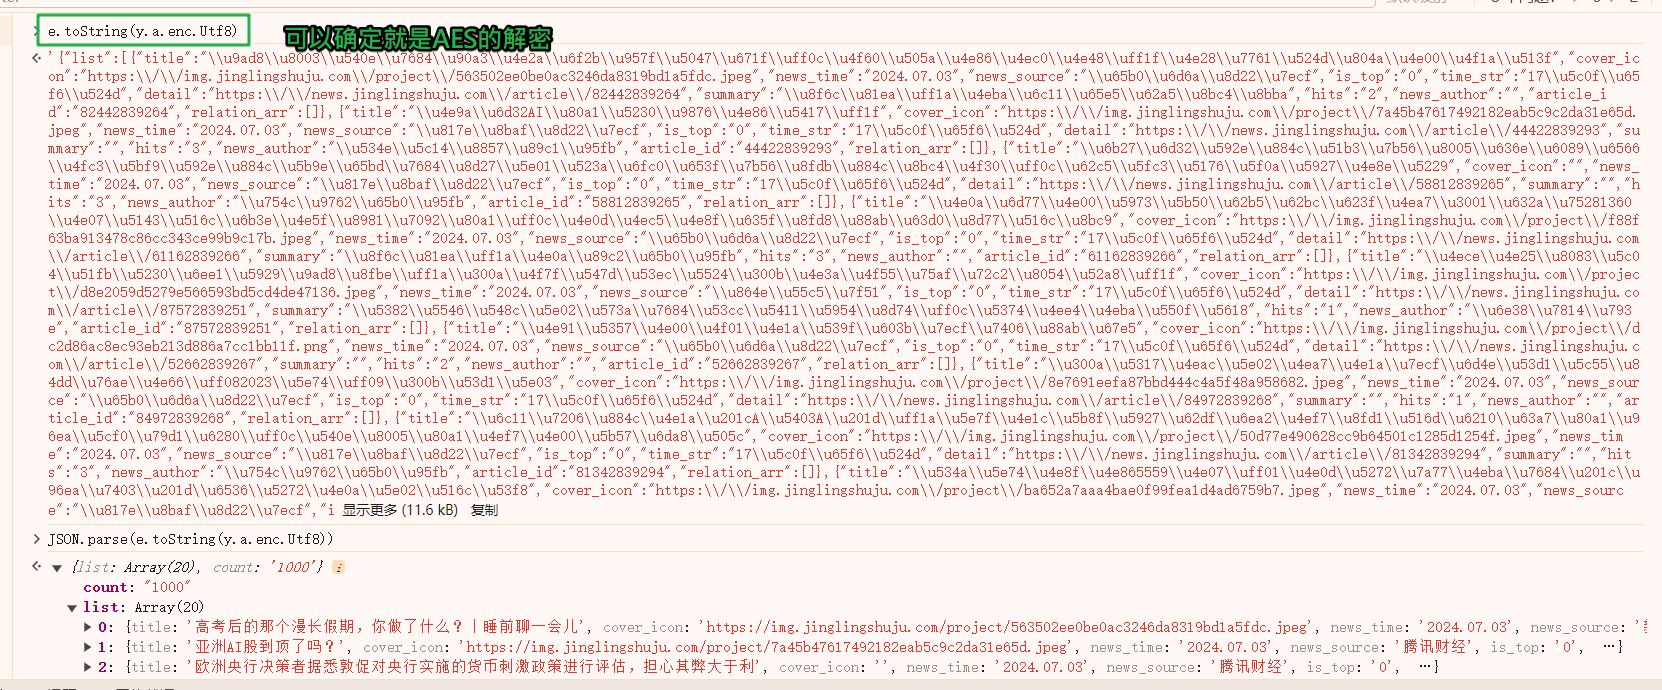 e.toString(y.a.enc.Utf8)
可以确定就是AES的解密
'{"list":[{"title":"\\u9ad8\\u8003\\u540e\\u7684\\u90a3\\u4e2a\\u6f2b\\u957f\\u5047\\u671f\\uff0c\\u4f60\\u505a\\u4e86\\u4ec0\\u4e48\\uff1f\\u4e28\\u7761\\u524d\\u804a\\u4e00\\u4f1a\\u513f","cover_ic
on":"https:\\/\\/img.jinglingshuju.com\\/project\\/563502ee0be0ac3246da8319bd1a5fdc.jpeg","news_time":"2024.07.03","news_source":"\\u65b0\\u6d6a\\u8d22\\u7ecf","is_top":"0","time_str":"17\\u5c0f\\u65
f6\\u524d","detail":"https:\\/\\/news.jinglingshuju.com\\/article\\/82442839264","summary":"\\u8f6c\\u81ea\\uff1a\\u4eba\\u6c11\\u65e5\\u62a5\\u8bc4\\u8bba","hits":"2","news_author":"","article_i
d":"82442839264","relation_arr":[]},{"title":"\\u4e9a\\u6d32AI\\u80a1\\u5230\\u9876\\u4e86\\u5417\\uff1f","cover_icon":"https:\\/\\/img.jinglingshuju.com\\/project\\/7a45b47617492182eab5c9c2da31e65d.
jpeg","news_time":"2024.07.03","news_source":"\\u817e\\u8baf\\u8d22\\u7ecf","is_top":"0","time_str":"17\\u5c0f\\u65f6\\u524d","detail":"https:\\/\\/news.jinglingshuju.com\\/article\\/44422839293","su
mmary":"","hits":"3","news_author":"\\u534e\\u5c14\\u8857\\u89c1\\u95fb","article_id":"44422839293","relation_arr":[]},{"title":"\\u6b27\\u6d32\\u592e\\u884c\\u51b3\\u7b56\\u8005\\u636e\\u6089\\u6566
\\u4fc3\\u5bf9\\u592e\\u884c\\u5b9e\\u65bd\\u7684\\u8d27\\u5e01\\u523a\\u6fc0\\u653f\\u7b56\\u8fdb\\u884c\\u8bc4\\u4f30\\uff0c\\u62c5\\u5fc3\\u5176\\u5f0a\\u5927\\u4e8e\\u5229","cover_icon":"","news_
time":"2024.07.03","news_source":"\\u817e\\u8baf\\u8d22\\u7ecf","is_top":"0","time_str":"17\\u5c0f\\u65f6\\u524d","detail":"https:\\/\\/news.jinglingshuju.com\\/article\\/58812839265","summary":"","h
its":"3","news_author":"\\u754c\\u9762\\u65b0\\u95fb","article_id":"58812839265","relation_arr":[]},{"title":"\\u4e0a\\u6d77\\u4e00\\u5973\\u5b50\\u62b5\\u62bc\\u623f\\u4ea7\\u3001\\u632a\\u75281360
\\u4e07\\u5143\\u516c\\u6b3e\\u4e5f\\u8981\\u7092\\u80a1\\uff0c\\u4e0d\\u4ec5\\u4e8f\\u635f\\u8fd8\\u88ab\\u63d0\\u8d77\\u516c\\u8bc9","cover_icon":"https:\\/\\/img.jinglingshuju.com\\/project\\/f88f
63ba913478c86cc343ce99b9c17b.jpeg","news_time":"2024.07.03","news_source":"\\u65b0\\u6d6a\\u8d22\\u7ecf","is_top":"0","time_str":"17\\u5c0f\\u65f6\\u524d","detail":"https:\\/\\/news.jinglingshuju.com
\\/article\\/61162839266","summary":"\\u8f6c\\u81ea\\uff1a\\u4e0a\\u89c2\\u65b0\\u95fb","hits":"3","news_author":"","article_id":"61162839266","relation_arr":[]},{"title":"\\u4ece\\u4e25\\u8083\\u5c0
4\\u51fb\\u5230\\u6ee1\\u5929\\u9ad8\\u8fbe\\uff1a\\u300a\\u4f7f\\u547d\\u53ec\\u5524\\u300b\\u4e3a\\u4f55\\u75af\\u72c2\\u8054\\u52a8\\uff1f","cover_icon":"https:\\/\\/img.jinglingshuju.com\\/projec
t\\/d8e2059d5279e566593bd5cd4de47136.jpeg","news_time":"2024.07.03","news_source":"\\u864e\\u55c5\\u7f51","is_top":"0","time_str":"17\\u5c0f\\u65f6\\u524d","detail":"https:\\/\\/news.jinglingshuju.co
m\\/article\\/87572839251","summary":"\\u5382\\u5546\\u548c\\u5e02\\u573a\\u7684\\u53cc\\u5411\\u5954\\u8d74\\uff0c\\u5374\\u4ee4\\u4eba\\u550f\\u5618","hits":"1","news_author":"\\u6e38\\u7814\\u793
e","article_id":"87572839251","relation_arr":[]},{"title":"\\u4e91\\u5357\\u4e00\\u4f01\\u4e1a\\u539f\\u603b\\u7ecf\\u7406\\u88ab\\u67e5","cover_icon":"https:\\/\\/img.jinglingshuju.com\\/project\\/d
c2d86ac8ec93eb213d886a7cc1bb11f.png","news_time":"2024.07.03","news_source":"\\u65b0\\u6d6a\\u8d22\\u7ecf","is_top":"0","time_str":"17\\u5c0f\\u65f6\\u524d","detail":"https:\\/\\/news.jinglingshuju.c
om\\/article\\/52662839267","summary":"","hits":"2","news_author":"","article_id":"52662839267","relation_arr":[]},{"title":"\\u300a\\u5317\\u4eac\\u5e02\\u4ea7\\u4e1a\\u7ecf\\u6d4e\\u53d1\\u5c55\\u8
4dd\\u76ae\\u4e66\\uff082023\\u5e74\\uff09\\u300b\\u53d1\\u5e03","cover_icon":"https:\\/\\/img.jinglingshuju.com\\/project\\/8e7691eefa87bbd444c4a5f48a958682.jpeg","news_time":"2024.07.03","news_sour
ce":"\\u65b0\\u6d6a\\u8d22\\u7ecf","is_top":"0","time_str":"17\\u5c0f\\u65f6\\u524d","detail":"https:\\/\\/news.jinglingshuju.com\\/article\\/84972839268","summary":"","hits":"1","news_author":"","ar
ticle_id":"84972839268","relation_arr":[]},{"title":"\\u6c11\\u7206\\u884c\\u4e1a\\u201cA\\u5403A\\u201d\\uff1a\\u5e7f\\u4e1c\\u5b8f\\u5927\\u62df\\u6ea2\\u4ef7\\u8fd1\\u516d\\u6210\\u63a7\\u80a1\\u9
6ea\\u5cf0\\u79d1\\u6280\\uff0c\\u540e\\u8005\\u80a1\\u4ef7\\u4e00\\u5b57\\u6da8\\u505c","cover_icon":"https:\\/\\/img.jinglingshuju.com\\/project\\/50d77e490628cc9b64501c1285d1254f.jpeg","news_time"
:"2024.07.03","news_source":"\\u817e\\u8baf\\u8d22\\u7ecf","is_top":"0","time_str":"17\\u5c0f\\u65f6\\u524d","detail":"https:\\/\\/news.jinglingshuju.com\\/article\\/81342839294","summary":"","hits"
:"3","news_author":"\\u754c\\u9762\\u65b0\\u95fb","article_id":"81342839294","relation_arr":[]},{"title":"\\u534a\\u5e74\\u4e8f\\u4e865559\\u4e07\\uff01\\u4e0d\\u5272\\u7a77\\u4eba\\u7684\\u201c\\u
96ea\\u7403\\u201d\\u6536\\u5272\\u4e0a\\u5e02\\u516c\\u53f8","cover_icon":"https:\\/\\/img.jinglingshuju.com\\/project\\/ba652a7aaa4bae0f99fea1d4ad6759b7.jpeg","news_time":"2024.07.03","news_sourc
e":"\\u817e\\u8baf\\u8d22\\u7ecf","i 显示更多 (11.6 kB) 复制
JSON.parse(e.toString(y.a.enc.Utf8))
{list: Array(20), count: '1000'}
count: "1000"
list: Array(20)
0: {title: '高考后的那个漫长假期，你做了什么？丨睡前聊一会儿', cover_icon: 'https://img.jinglingshuju.com/project/563502ee0be0ac3246da8319bd1a5fdc.jpeg', news_time: '2024.07.03', news_source: '
1: {title: '亚洲AI股到顶了吗？', cover_icon: 'https://img.jinglingshuju.com/project/7a45b47617492182eab5c9c2da31e65d.jpeg', news_time: '2024.07.03', news_source: '腾讯财经', is_top: '0', …}
2: {title: '欧洲央行决策者据悉敦促对央行实施的货币刺激政策进行评估，担心其弊大于利', cover_icon: '', news_time: '2024.07.03', news_source: '腾讯财经', is_top: '0', …}